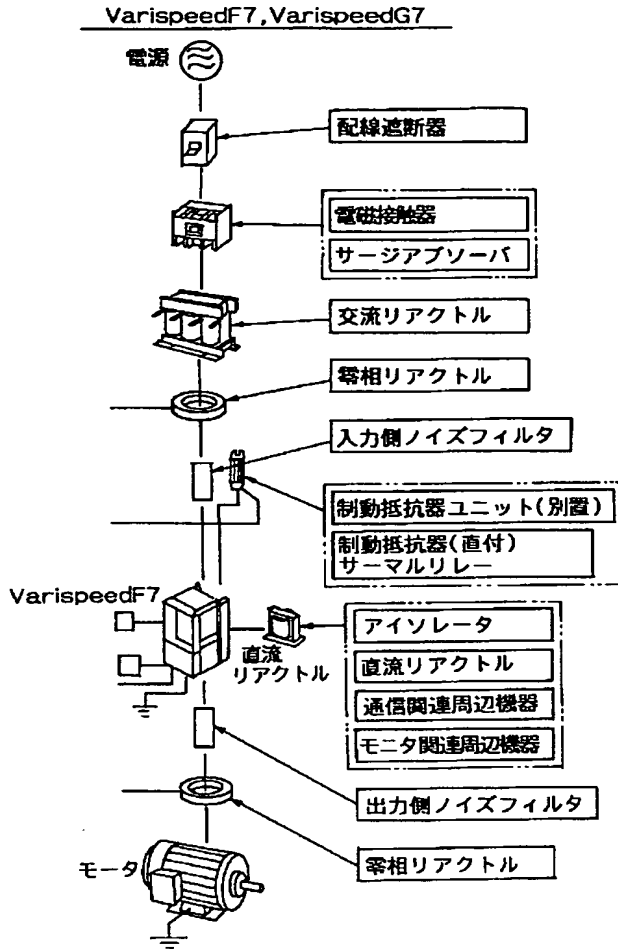 VarispeedF7,VarispeedG7
電源
配線遮断器
電磁接触器
サージアブソーバ
交流リアクトル
零相リアクトル
入力側ノイズフィルタ
制動抵抗器ユニット(別置)
制動抵抗器(直付)
サーマルリレー
VarispeedF7
直流
リアクトル
アイソレータ
直流リアクトル
通信関連周辺機器
モニタ関連周辺機器
出力側ノイズフィルタ
零相リアクトル
モータ